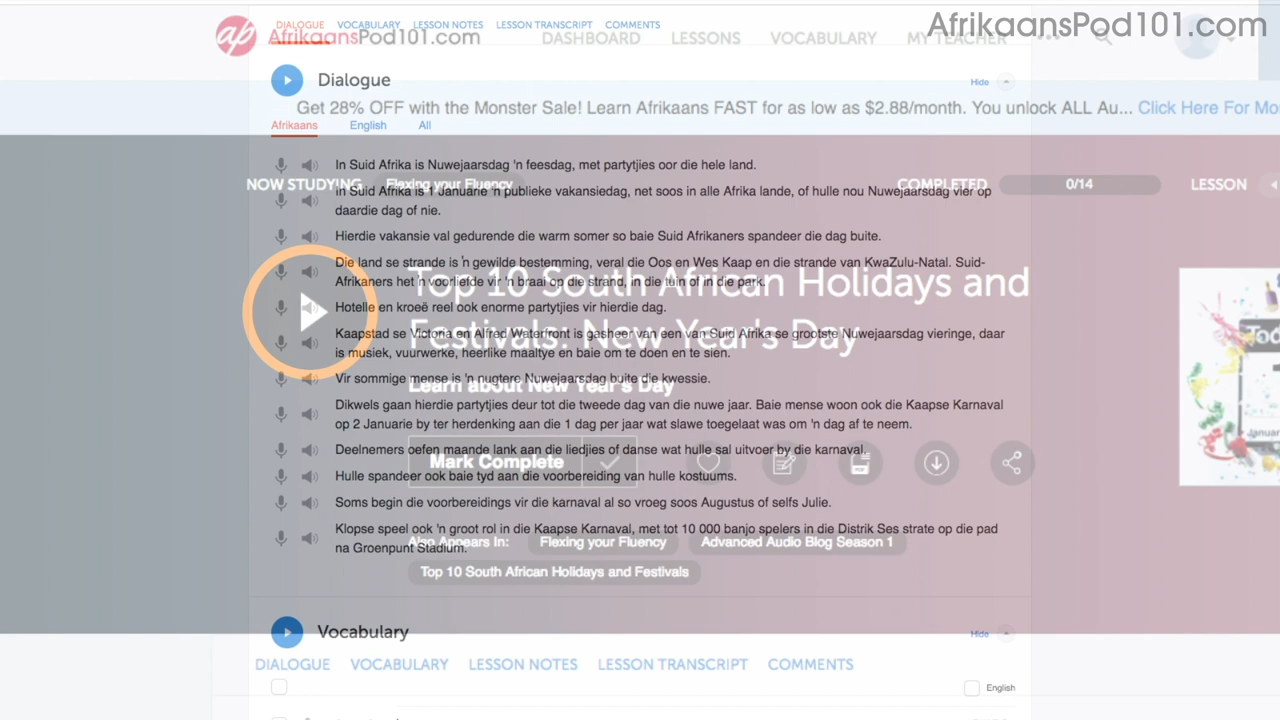 AfrikaansPod101.com
DIALOGUE VOCABULARY LESSON NOTES LESSON TRANSCRIPT COMMENTS
ap AfrikaansPod101.com DASHBOARD LESSONS VOCABULARY MY TEACHER
Dialogue Hide
Get 28% OFF with the Monster Sale! Learn Afrikaans FAST for as low as $2.88/month. You unlock ALL Au... Click Here For Mo
Afrikaans English All
In Suid Afrika is Nuwejaarsdag 'n feesdag, met partytjies oor die hele land.
NOW STUDYING Flexing your Fluency COMPLETED 0/14 LESSON
In Suid Afrika is 1 Januarie 'n publieke vakansiedag, net soos in alle Afrika lande, of hulle nou Nuwejaarsdag vier op
daardie dag of nie.
Hierdie vakansie val gedurende die warm somer so baie Suid Afrikaners spandeer die dag buite.
Die land se strande is 'n gewilde bestemming, veral die Oos en Wes Kaap en die strande van KwaZulu-Natal. Suid-
Afrikaners het 'n voorliefde vir 'n braai op die strand, in die tuin of in die park.
Top 10 South African Holidays and
Festivals: New Year's Day
Hotelle en kroeë reel ook enorme partytjies vir hierdie dag.
Kaapstad se Victoria en Alfred Waterfront is gasheer van een van Suid Afrika se grootste Nuwejaarsdag vieringe, daar
is musiek, vuurwerke, heerlike maaltye en baie om te doen en te sien.
Vir sommige mense is 'n nugtere Nuwejaarsdag buite die kwessie.
Learn about New Year's Day
Dikwels gaan hierdie partytjies deur tot die tweede dag van die nuwe jaar. Baie mense woon ook die Kaapse Karnaval
op 2 Januarie by ter herdenking aan die 1 dag per jaar wat slawe toegelaat was om 'n dag af te neem.
Deelnemers oefen maande lank aan die liedjies of danse wat hulle sal uitvoer by die karnaval.
Mark Complete
PDF
Hulle spandeer ook baie tyd aan die voorbereiding van hulle kostuums.
Soms begin die voorbereidings vir die karnaval al so vroeg soos Augustus of selfs Julie.
Klopse speel ook 'n groot rol in die Kaapse Karnaval, met tot 10 000 banjo spelers in die Distrik Ses strate op die pad
na Groenpunt Stadium.
Also Appears In: Flexing your Fluency Advanced Audio Blog Season 1
Top 10 South African Holidays and Festivals
Vocabulary Hide
DIALOGUE VOCABULARY LESSON NOTES LESSON TRANSCRIPT COMMENTS
English